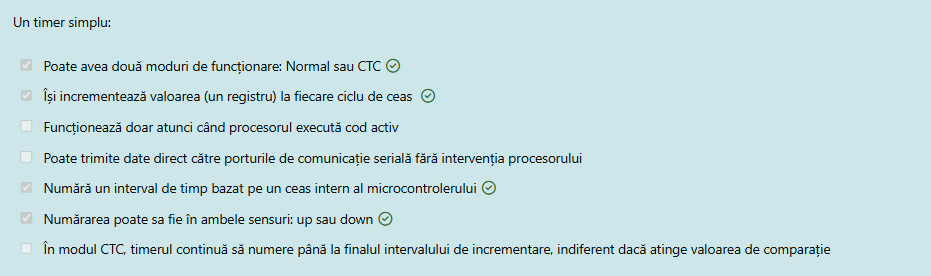 Un timer simplu:
Poate avea două moduri de funcționare: Normal sau CTC
Își incrementează valoarea (un registru) la fiecare ciclu de ceas
Funcționează doar atunci când procesorul execută cod activ
Poate trimite date direct către porturile de comunicație serială fără intervenția procesorului
Numără un interval de timp bazat pe un ceas intern al microcontrolerului
Numărarea poate sa fie în ambele sensuri: up sau down
În modul CTC, timerul continuă să numere până la finalul intervalului de incrementare, indiferent dacă atinge valoarea de comparație